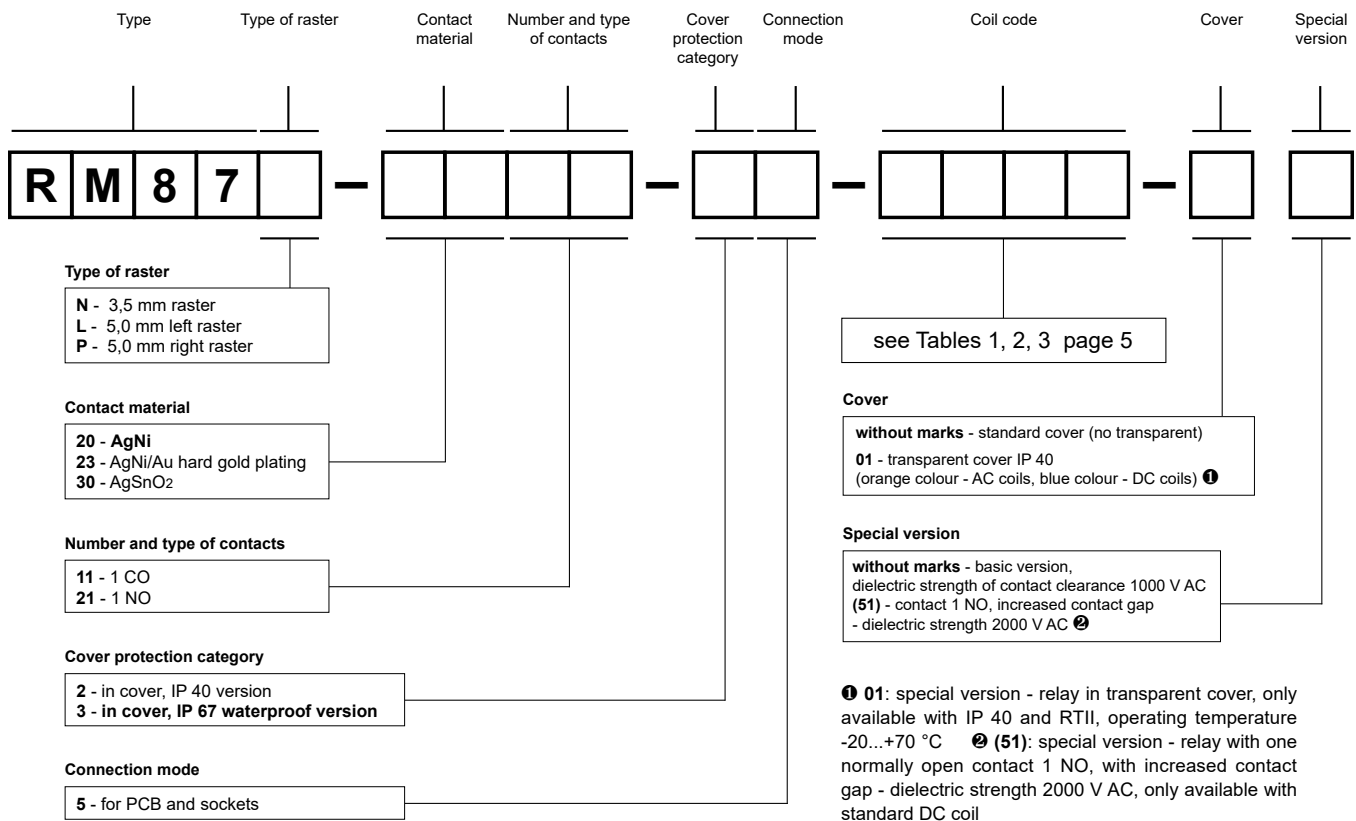 Type
Type of raster
Contact
material
Number and type
of contacts
Cover
protection
category
Connection
mode
Coil code
Cover
Special
version
R M 8 7 – – – –
Type of raster
N - 3,5 mm raster
L - 5,0 mm left raster
P - 5,0 mm right raster
Contact material
20 - AgNi
23 - AgNi/Au hard gold plating
30 - AgSnO2
Number and type of contacts
11 - 1 CO
21 - 1 NO
Cover protection category
2 - in cover, IP 40 version
3 - in cover, IP 67 waterproof version
Connection mode
5 - for PCB and sockets
see Tables 1, 2, 3 page 5
Cover
without marks - standard cover (no transparent)
01 - transparent cover IP 40
(orange colour - AC coils, blue colour - DC coils) ❶
Special version
without marks - basic version,
dielectric strength of contact clearance 1000 V AC
(51) - contact 1 NO, increased contact gap
- dielectric strength 2000 V AC ❷
❶ 01: special version - relay in transparent cover, only
available with IP 40 and RTII, operating temperature
-20...+70 °C ❷ (51): special version - relay with one
normally open contact 1 NO, with increased contact
gap - dielectric strength 2000 V AC, only available with
standard DC coil